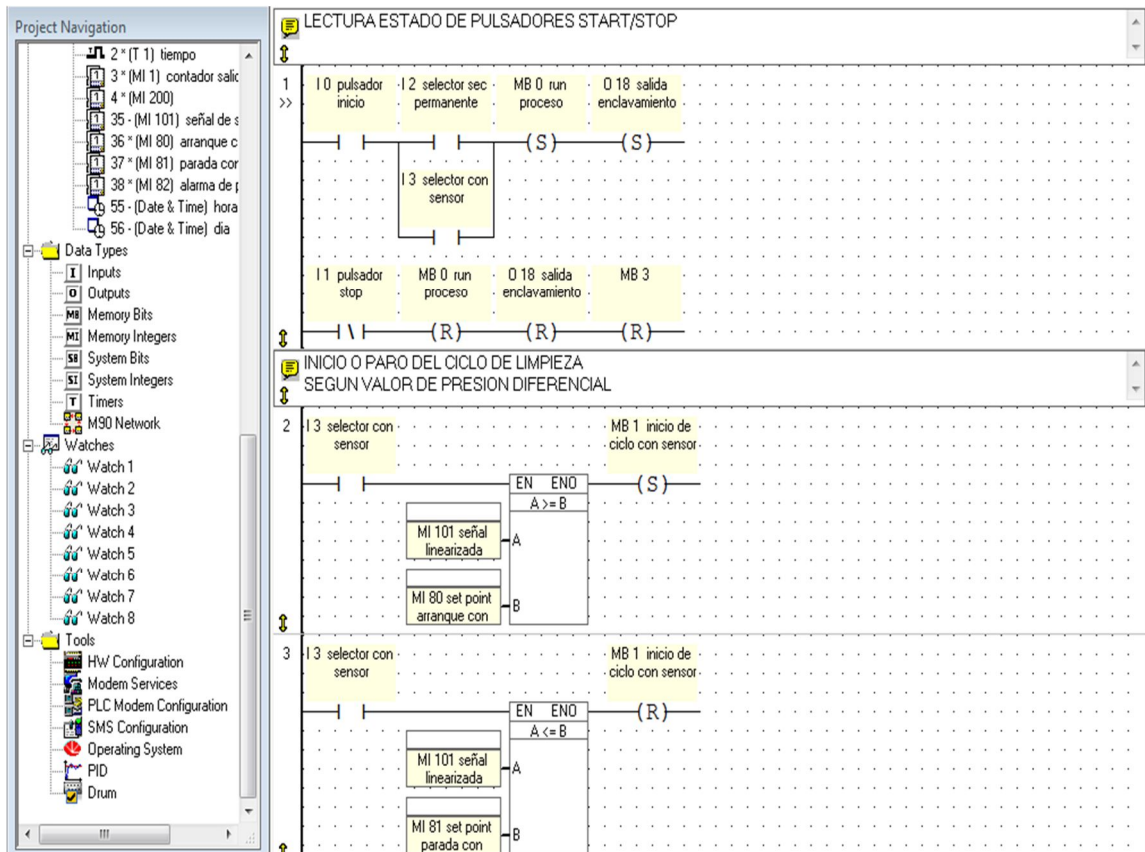 Project Navigation
2 * (T 1) tiempo
3 * (MI 1) contador salic
4 * (MI 200)
35 - (MI 101) señal de s
36 * (MI 80) arranque c
37 * (MI 81) parada cor
38 * (MI 82) alarma de p
55 - (Date & Time) hora
56 - (Date & Time) dia
Data Types
I Inputs
O Outputs
MB Memory Bits
MI Memory Integers
SB System Bits
SI System Integers
T Timers
M90 Network
Watches
Watch 1
Watch 2
Watch 3
Watch 4
Watch 5
Watch 6
Watch 7
Watch 8
Tools
HW Configuration
Modem Services
PLC Modem Configuration
SMS Configuration
Operating System
PID
Drum
LECTURA ESTADO DE PULSADORES START/STOP
1
>>
I 0 pulsador inicio
I 2 selector sec permanente
MB 0 run proceso
O 18 salida enclavamiento
(S) (S)
I 3 selector con sensor
I 1 pulsador stop
MB 0 run proceso
O 18 salida enclavamiento
MB 3
(R) (R) (R)
INICIO O PARO DEL CICLO DE LIMPIEZA
SEGUN VALOR DE PRESION DIFERENCIAL
2
I 3 selector con sensor
MB 1 inicio de ciclo con sensor
EN ENO
(S)
A >= B
MI 101 señal linearizada
A
MI 80 set point arranque con
B
3
I 3 selector con sensor
MB 1 inicio de ciclo con sensor
EN ENO
(R)
A <= B
MI 101 señal linearizada
A
MI 81 set point parada con
B